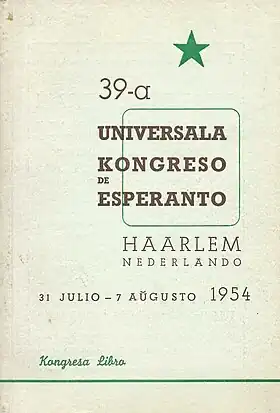 39-a
UNIVERSALA
KONGRESO
DE
ESPERANTO
HAARLEM
NEDERLANDO
31 JULIO – 7 AŬGUSTO 1954
Kongresa Libro